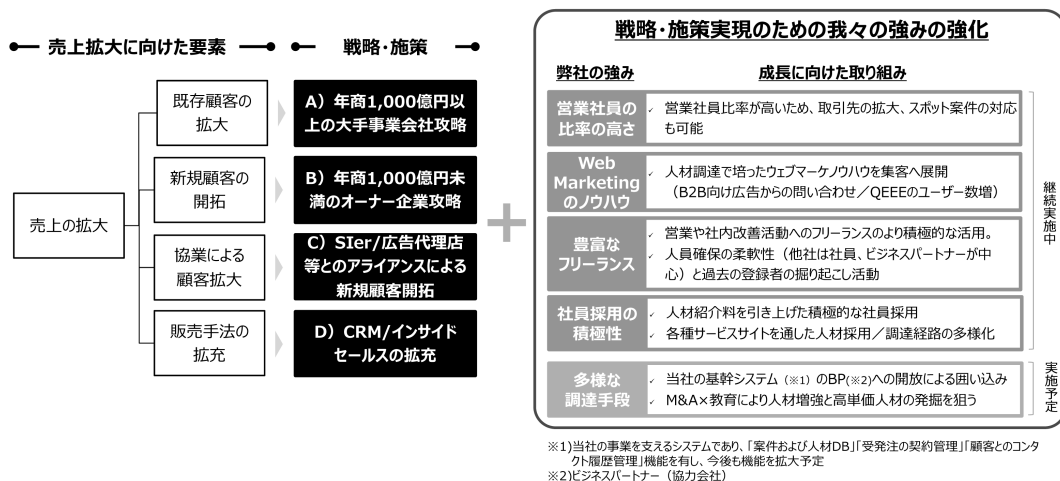 売上拡大に向けた要素
戦略・施策
売上の拡大
既存顧客の
拡大
A）年商1,000億円以
上の大手事業会社攻略
新規顧客の
開拓
B）年商1,000億円未
満のオーナー企業攻略
協業による
顧客拡大
C）SIer/広告代理店
等とのアライアンスによる
新規顧客開拓
販売手法の
拡充
D）CRM/インサイド
セールスの拡充
戦略・施策実現のための我々の強みの強化
弊社の強み
成長に向けた取り組み
営業社員の
比率の高さ
✓ 営業社員比率が高いため、取引先の拡大、スポット案件の対応
も可能
Web
Marketing
のノウハウ
✓ 人材調達で培ったウェブマーケノウハウを集客へ展開
（B2B向け広告からの問い合わせ／QEEEのユーザー数増）
豊富な
フリーランス
✓ 営業や社内改善活動へのフリーランスのより積極的な活用。
✓ 人員確保の柔軟性（他社は社員、ビジネスパートナーが中
心）と過去の登録者の掘り起こし活動
社員採用の
積極性
✓ 人材紹介料を引き上げた積極的な社員採用
✓ 各種サービスサイトを通した人材採用／調達経路の多様化
継続実施中
多様な
調達手段
✓ 当社の基幹システム（※1）のBP(※2)への開放による囲い込み
✓ M&A×教育により人材増強と高単価人材の発掘を狙う
実施予定
※1)当社の事業を支えるシステムであり、「案件および人材DB」「受発注の契約管理」「顧客とのコンタ
クト履歴管理」機能を有し、今後も機能を拡大予定
※2)ビジネスパートナー（協力会社）